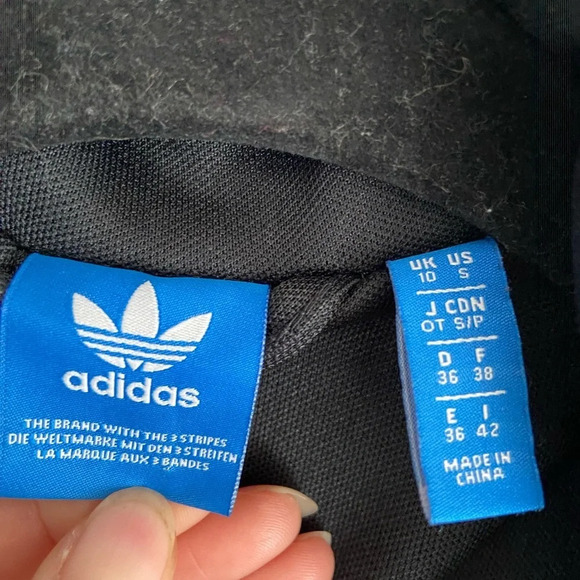 adidas
THE BRAND WITH THE 3 STRIPES
DIE WELTMARKE MIT DEN 3 STREIFEN
LA MARQUE AUX 3 BANDES
UK US
10 S
J CDN
OT S/P
D F
36 38
E I
36 42
MADE IN
CHINA